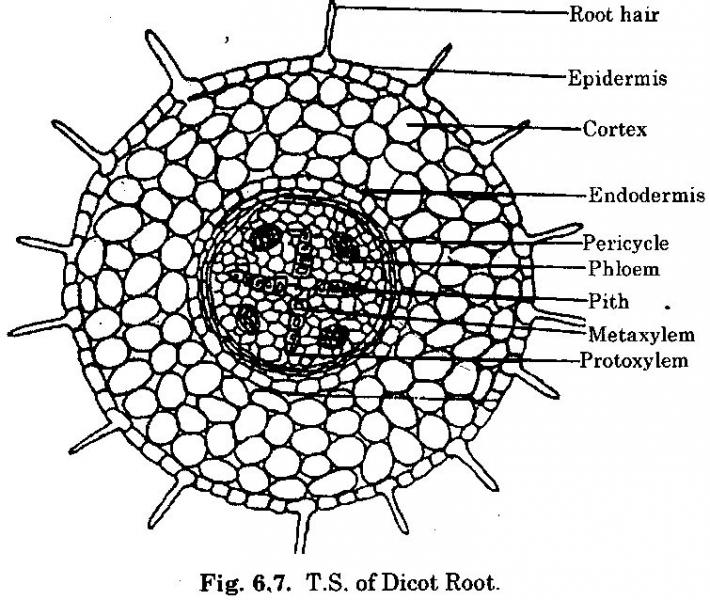 Root hair
Epidermis
Cortex
Endodermis
Pericycle
Phloem
Pith
Metaxylem
Protoxylem
Fig. 6.7. T.S. of Dicot Root.